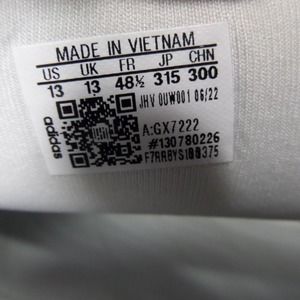 MADE IN VIETNAM
US UK FR JP CHN
13 13 48½ 315 300
JHV 0UW001 06/22
adidas
A:GX7222
#130780226